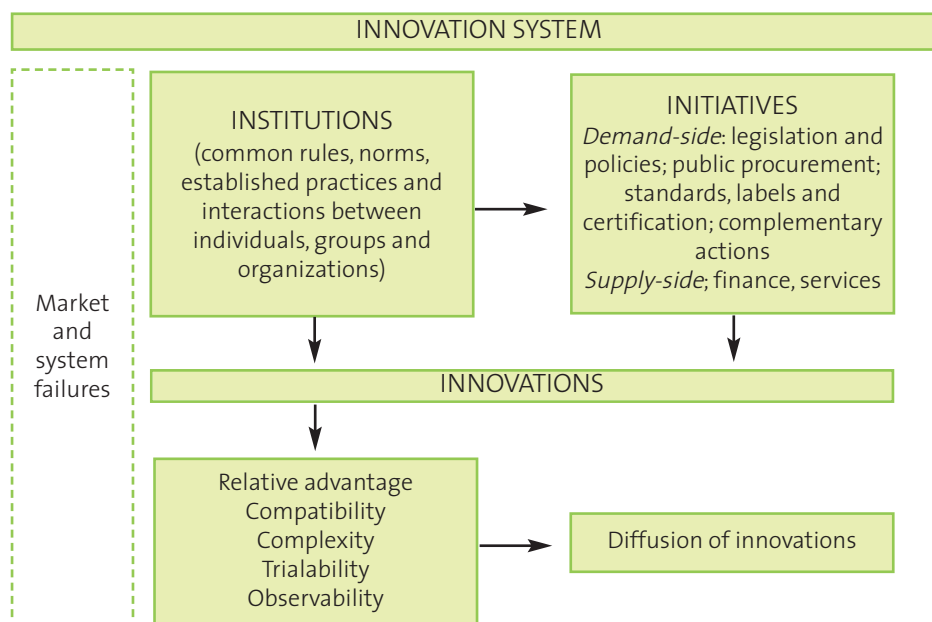 INNOVATION SYSTEM
Market
and
system
failures
INSTITUTIONS
(common rules, norms,
established practices and
interactions between
individuals, groups and
organizations)
INITIATIVES
Demand-side: legislation and
policies; public procurement;
standards, labels and
certification; complementary
actions
Supply-side; finance, services
INNOVATIONS
Relative advantage
Compatibility
Complexity
Trialability
Observability
Diffusion of innovations